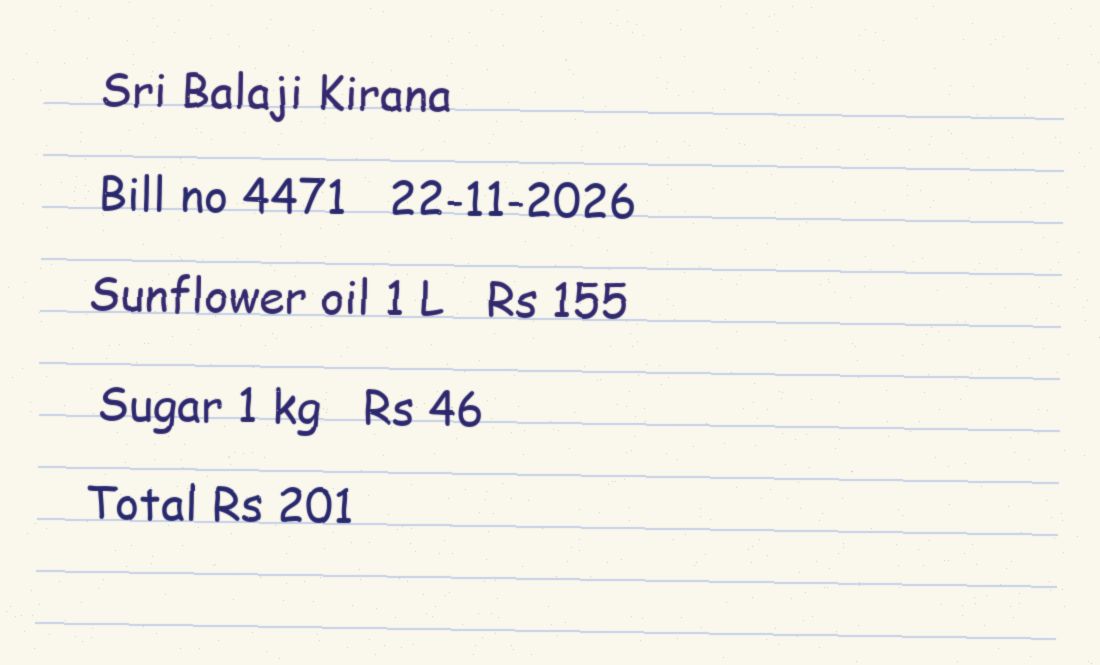 Sri Balaji Kirana
Bill no 4471 22-11-2026
Sunflower oil 1 L Rs 155
Sugar 1 kg Rs 46
Total Rs 201